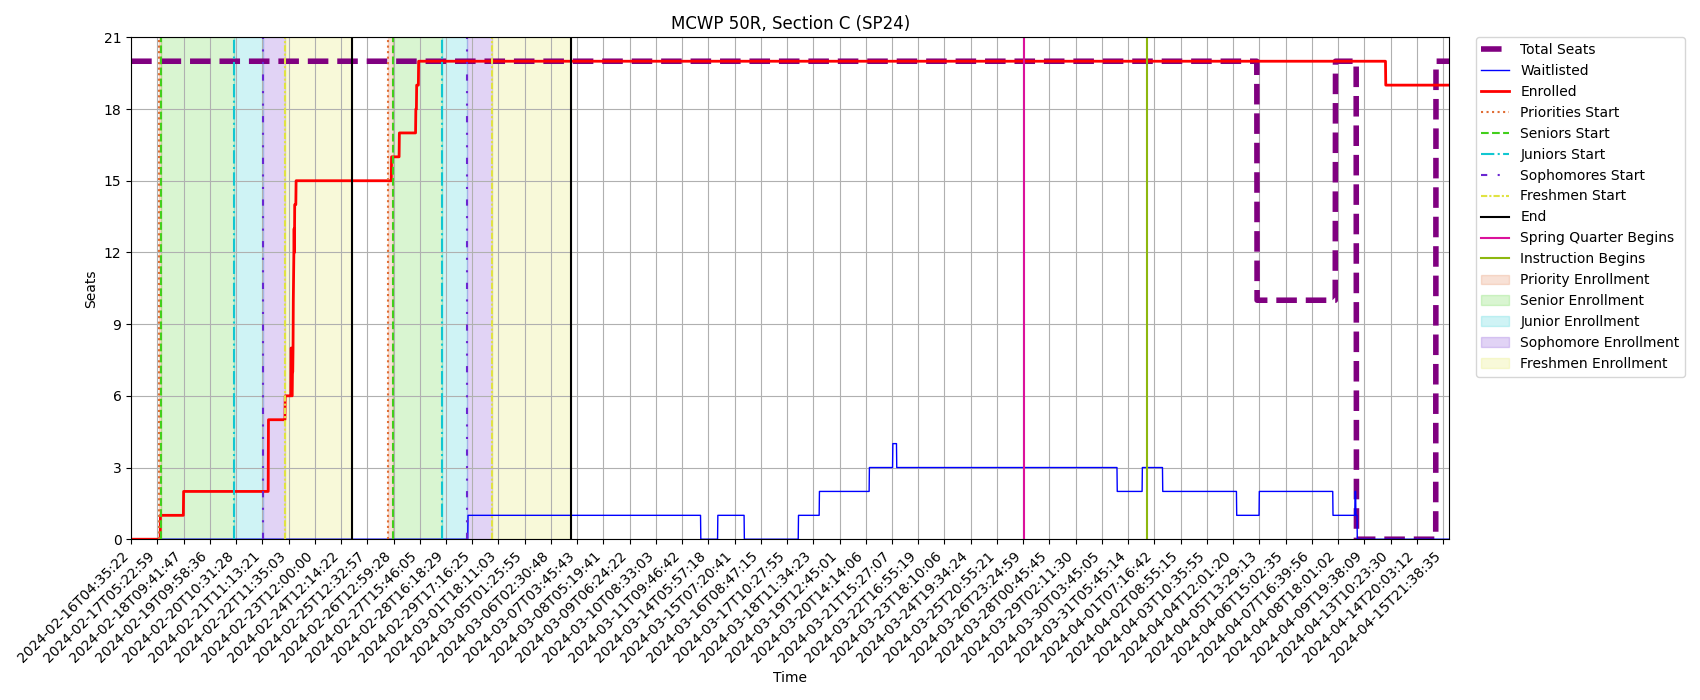 MCWP 50R, Section C (SP24)
21
18
15
12
9
6
3
0
Seats
2024-02-16T04:35:22
2024-02-17T05:22:59
2024-02-18T09:41:47
2024-02-19T09:58:36
2024-02-20T10:31:28
2024-02-21T11:13:21
2024-02-22T11:35:03
2024-02-23T12:00:00
2024-02-24T12:14:22
2024-02-25T12:32:57
2024-02-26T12:59:28
2024-02-27T15:46:05
2024-02-28T16:18:29
2024-02-29T17:16:23
2024-03-01T18:11:03
2024-03-05T01:25:55
2024-03-06T02:30:48
2024-03-07T03:45:43
2024-03-08T05:19:41
2024-03-09T06:24:22
2024-03-10T08:33:03
2024-03-11T09:46:42
2024-03-14T05:57:18
2024-03-15T07:20:41
2024-03-16T08:47:15
2024-03-17T10:27:55
2024-03-18T11:34:23
2024-03-19T12:45:01
2024-03-20T14:14:06
2024-03-21T15:27:07
2024-03-22T16:55:19
2024-03-23T18:10:06
2024-03-24T19:34:24
2024-03-25T20:55:21
2024-03-26T23:24:59
2024-03-28T00:45:45
2024-03-29T02:11:30
2024-03-30T03:45:05
2024-03-31T05:45:14
2024-04-01T07:16:42
2024-04-02T08:55:15
2024-04-03T10:35:55
2024-04-04T12:01:20
2024-04-05T13:29:13
2024-04-06T15:02:35
2024-04-07T16:39:56
2024-04-08T18:01:02
2024-04-09T19:38:09
2024-04-13T10:23:30
2024-04-14T20:03:12
2024-04-15T21:38:35
Time
Total Seats
Waitlisted
Enrolled
Priorities Start
Seniors Start
Juniors Start
Sophomores Start
Freshmen Start
End
Spring Quarter Begins
Instruction Begins
Priority Enrollment
Senior Enrollment
Junior Enrollment
Sophomore Enrollment
Freshmen Enrollment